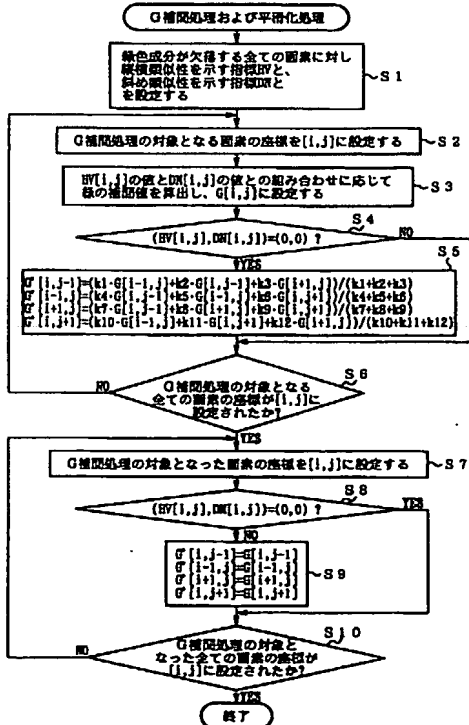 G補間処理および平滑化処理
緑色成分が欠落する全ての画素に対し
縦横類似性を示す指標HVと、
斜め類似性を示す指標DNと
を設定する
S1
G補間処理の対象となる画素の座標を[i,j]に設定する
S2
HV[i,j]の値とDN[i,j]の値との組み合わせに応じて
緑の補間値を算出し、G[i,j]に設定する
S3
S4
(HV[i,j],DN[i,j])=(0,0) ?
NO
YES
S5
G'[i,j-1]=(k1·G[i-1,j]+k2·G[i,j-1]+k3·G[i+1,j])/(k1+k2+k3)
G'[i-1,j]=(k4·G[i,j-1]+k5·G[i-1,j]+k6·G[i,j+1])/(k4+k5+k6)
G'[i+1,j]=(k7·G[i,j-1]+k8·G[i+1,j]+k9·G[i,j+1])/(k7+k8+k9)
G'[i,j+1]=(k10·G[i-1,j]+k11·G[i,j+1]+k12·G[i+1,j])/(k10+k11+k12)
S6
NO
G補間処理の対象となる
全ての画素の座標が[i,j]に
設定されたか?
YES
G補間処理の対象となった画素の座標を[i,j]に設定する
S7
S8
(HV[i,j],DN[i,j])=(0,0) ?
YES
NO
G'[i,j-1]=G[i,j-1]
G'[i-1,j]=G[i-1,j]
G'[i+1,j]=G[i+1,j]
G'[i,j+1]=G[i,j+1]
S9
S10
NO
G補間処理の対象と
なった全ての画素の座標が
[i,j]に設定されたか?
YES
終了